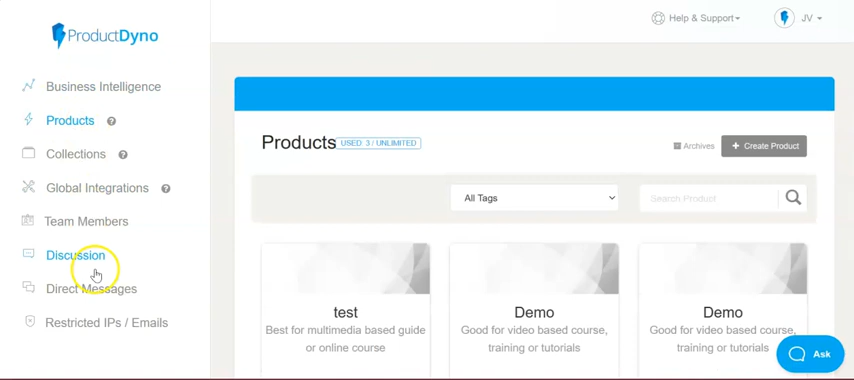 ProductDyno
Help & Support
JV
Business Intelligence
Products
Collections
Global Integrations
Team Members
Discussion
Direct Messages
Restricted IPs / Emails
Products
USED 3 / UNLIMITED
Archives
+ Create Product
All Tags
Search Product
test
Best for multimedia based guide
or online course
Demo
Good for video based course,
training or tutorials
Demo
Good for video based course,
training or tutorials
Ask